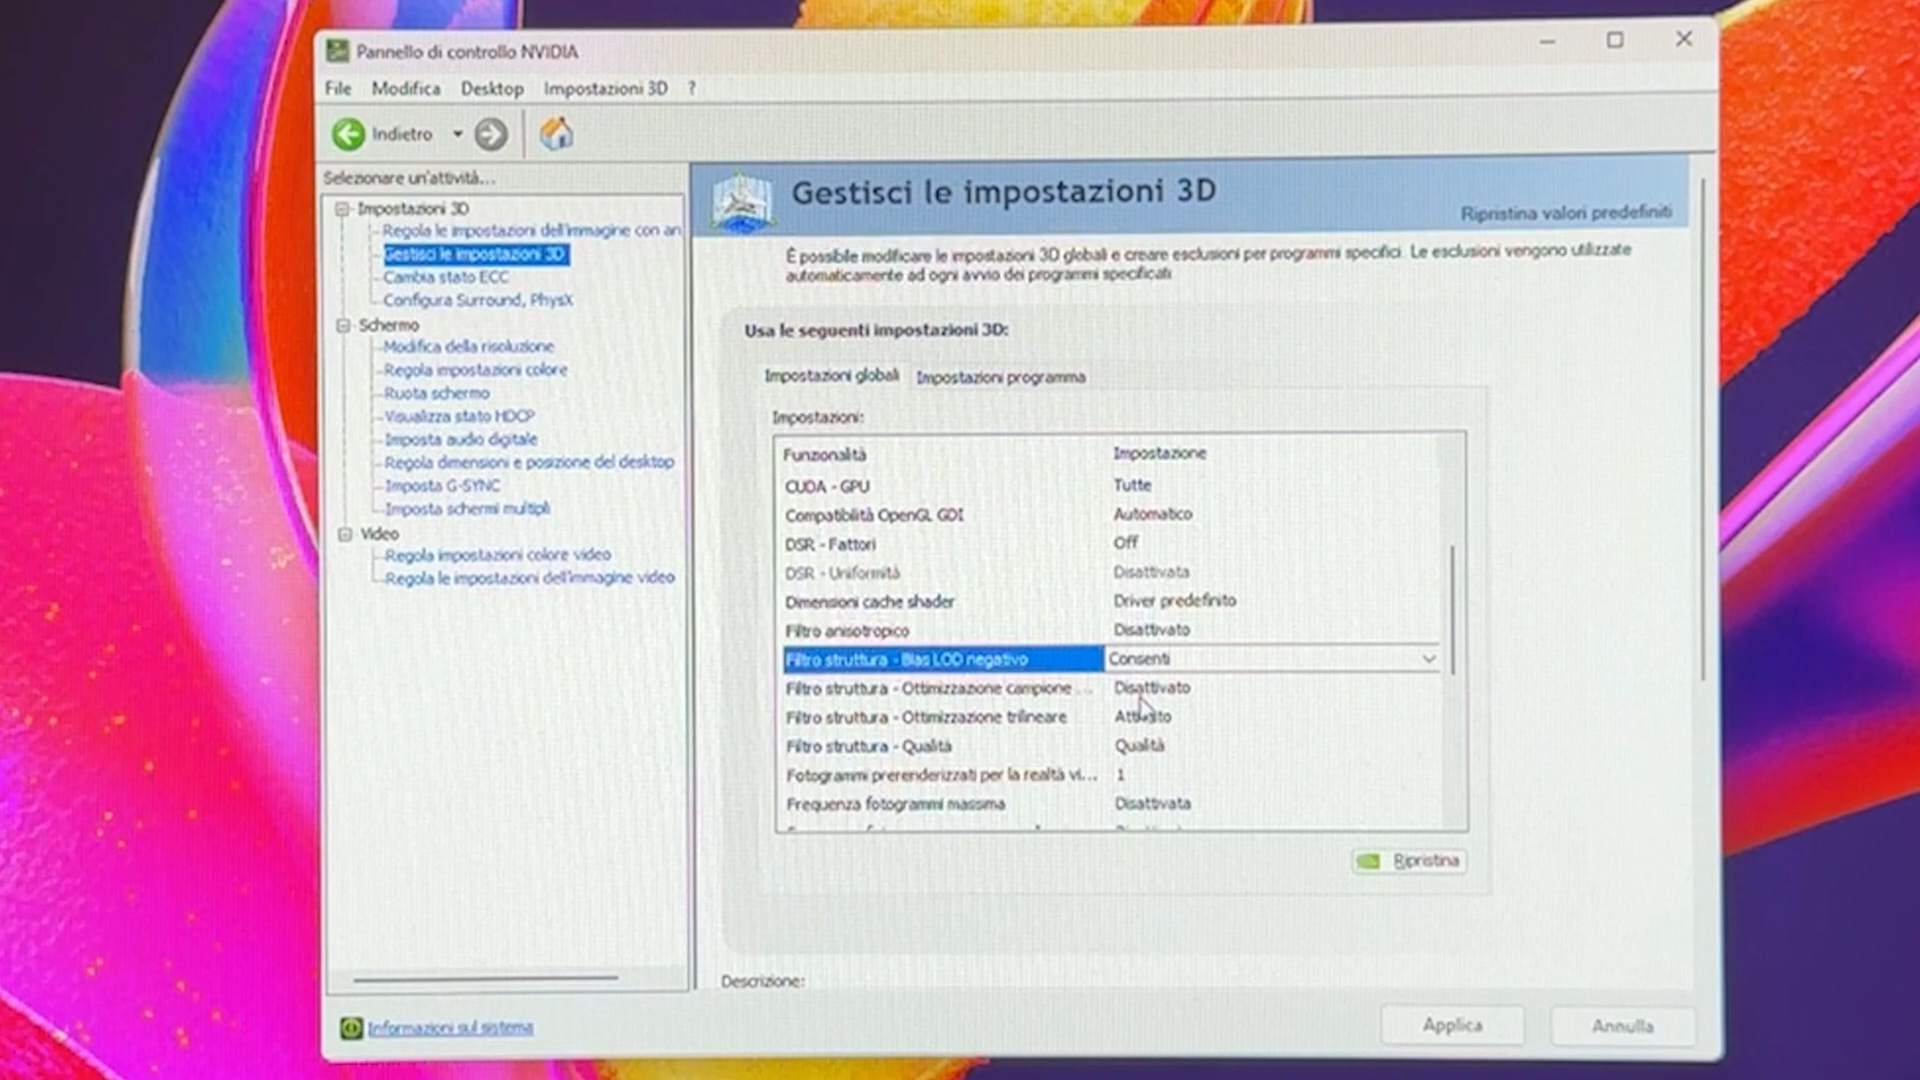 Pannello di controllo NVIDIA
File Modifica Desktop Impostazioni 3D ?
Indietro
Selezionare un'attività...
Impostazioni 3D
Regola le impostazioni dell'immagine con an
Gestisci le impostazioni 3D
Cambia stato ECC
Configura Surround, PhysX
Schermo
Modifica della risoluzione
Regola impostazioni colore
Ruota schermo
Visualizza stato HDCP
Imposta audio digitale
Regola dimensioni e posizione del desktop
Imposta G-SYNC
Imposta schermi multipli
Video
Regola impostazioni colore video
Regola le impostazioni dell'immagine video
Informazioni sul sistema
Gestisci le impostazioni 3D
Ripristina valori predefiniti
È possibile modificare le impostazioni 3D globali e creare esclusioni per programmi specifici. Le esclusioni vengono utilizzate
automaticamente ad ogni avvio dei programmi specificati
Usa le seguenti impostazioni 3D:
Impostazioni globali Impostazioni programma
Impostazioni:
Funzionalità Impostazione
CUDA - GPU Tutte
Compatibilità OpenGL GDI Automatico
DSR - Fattori Off
DSR - Uniformità Disattivata
Dimensioni cache shader Driver predefinito
Filtro anisotropico Disattivato
Filtro struttura - Bias LOD negativo Consenti
Filtro struttura - Ottimizzazione campione ... Disattivato
Filtro struttura - Ottimizzazione trilineare Attivato
Filtro struttura - Qualità Qualità
Fotogrammi prerenderizzati per la realtà vi... 1
Frequenza fotogrammi massima Disattivata
Ripristina
Descrizione:
Applica Annulla